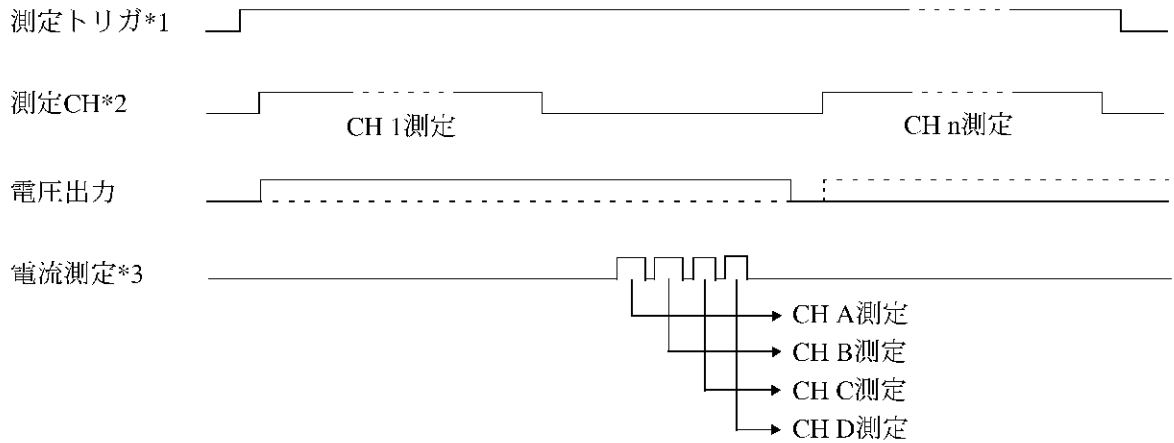 測定トリガ*1
測定CH*2
CH 1測定
CH n測定
電圧出力
電流測定*3
CH A測定
CH B測定
CH C測定
CH D測定